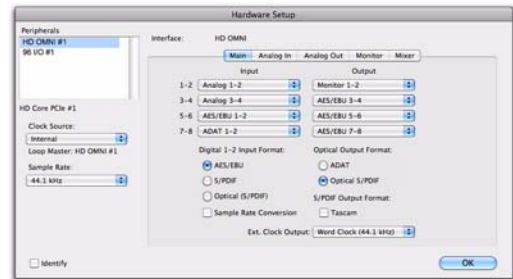 Hardware Setup
Peripherals
HD OMNI #1
96 I/O #1
HD Core PCIe #1
Clock Source:
Internal
Loop Master: HD OMNI #1
Sample Rate:
44.1 kHz
Identify
Interface: HD OMNI
Main Analog In Analog Out Monitor Mixer
Input Output
1-2 Analog 1-2 Monitor 1-2
3-4 Analog 3-4 AES/EBU 3-4
5-6 AES/EBU 1-2 AES/EBU 5-6
7-8 ADAT 1-2 AES/EBU 7-8
Digital 1-2 Input Format: Optical Output Format:
AES/EBU ADAT
S/PDIF Optical S/PDIF
Optical (S/PDIF) S/PDIF Output Format:
Sample Rate Conversion Tascam
Ext. Clock Output: Word Clock (44.1 kHz)
OK